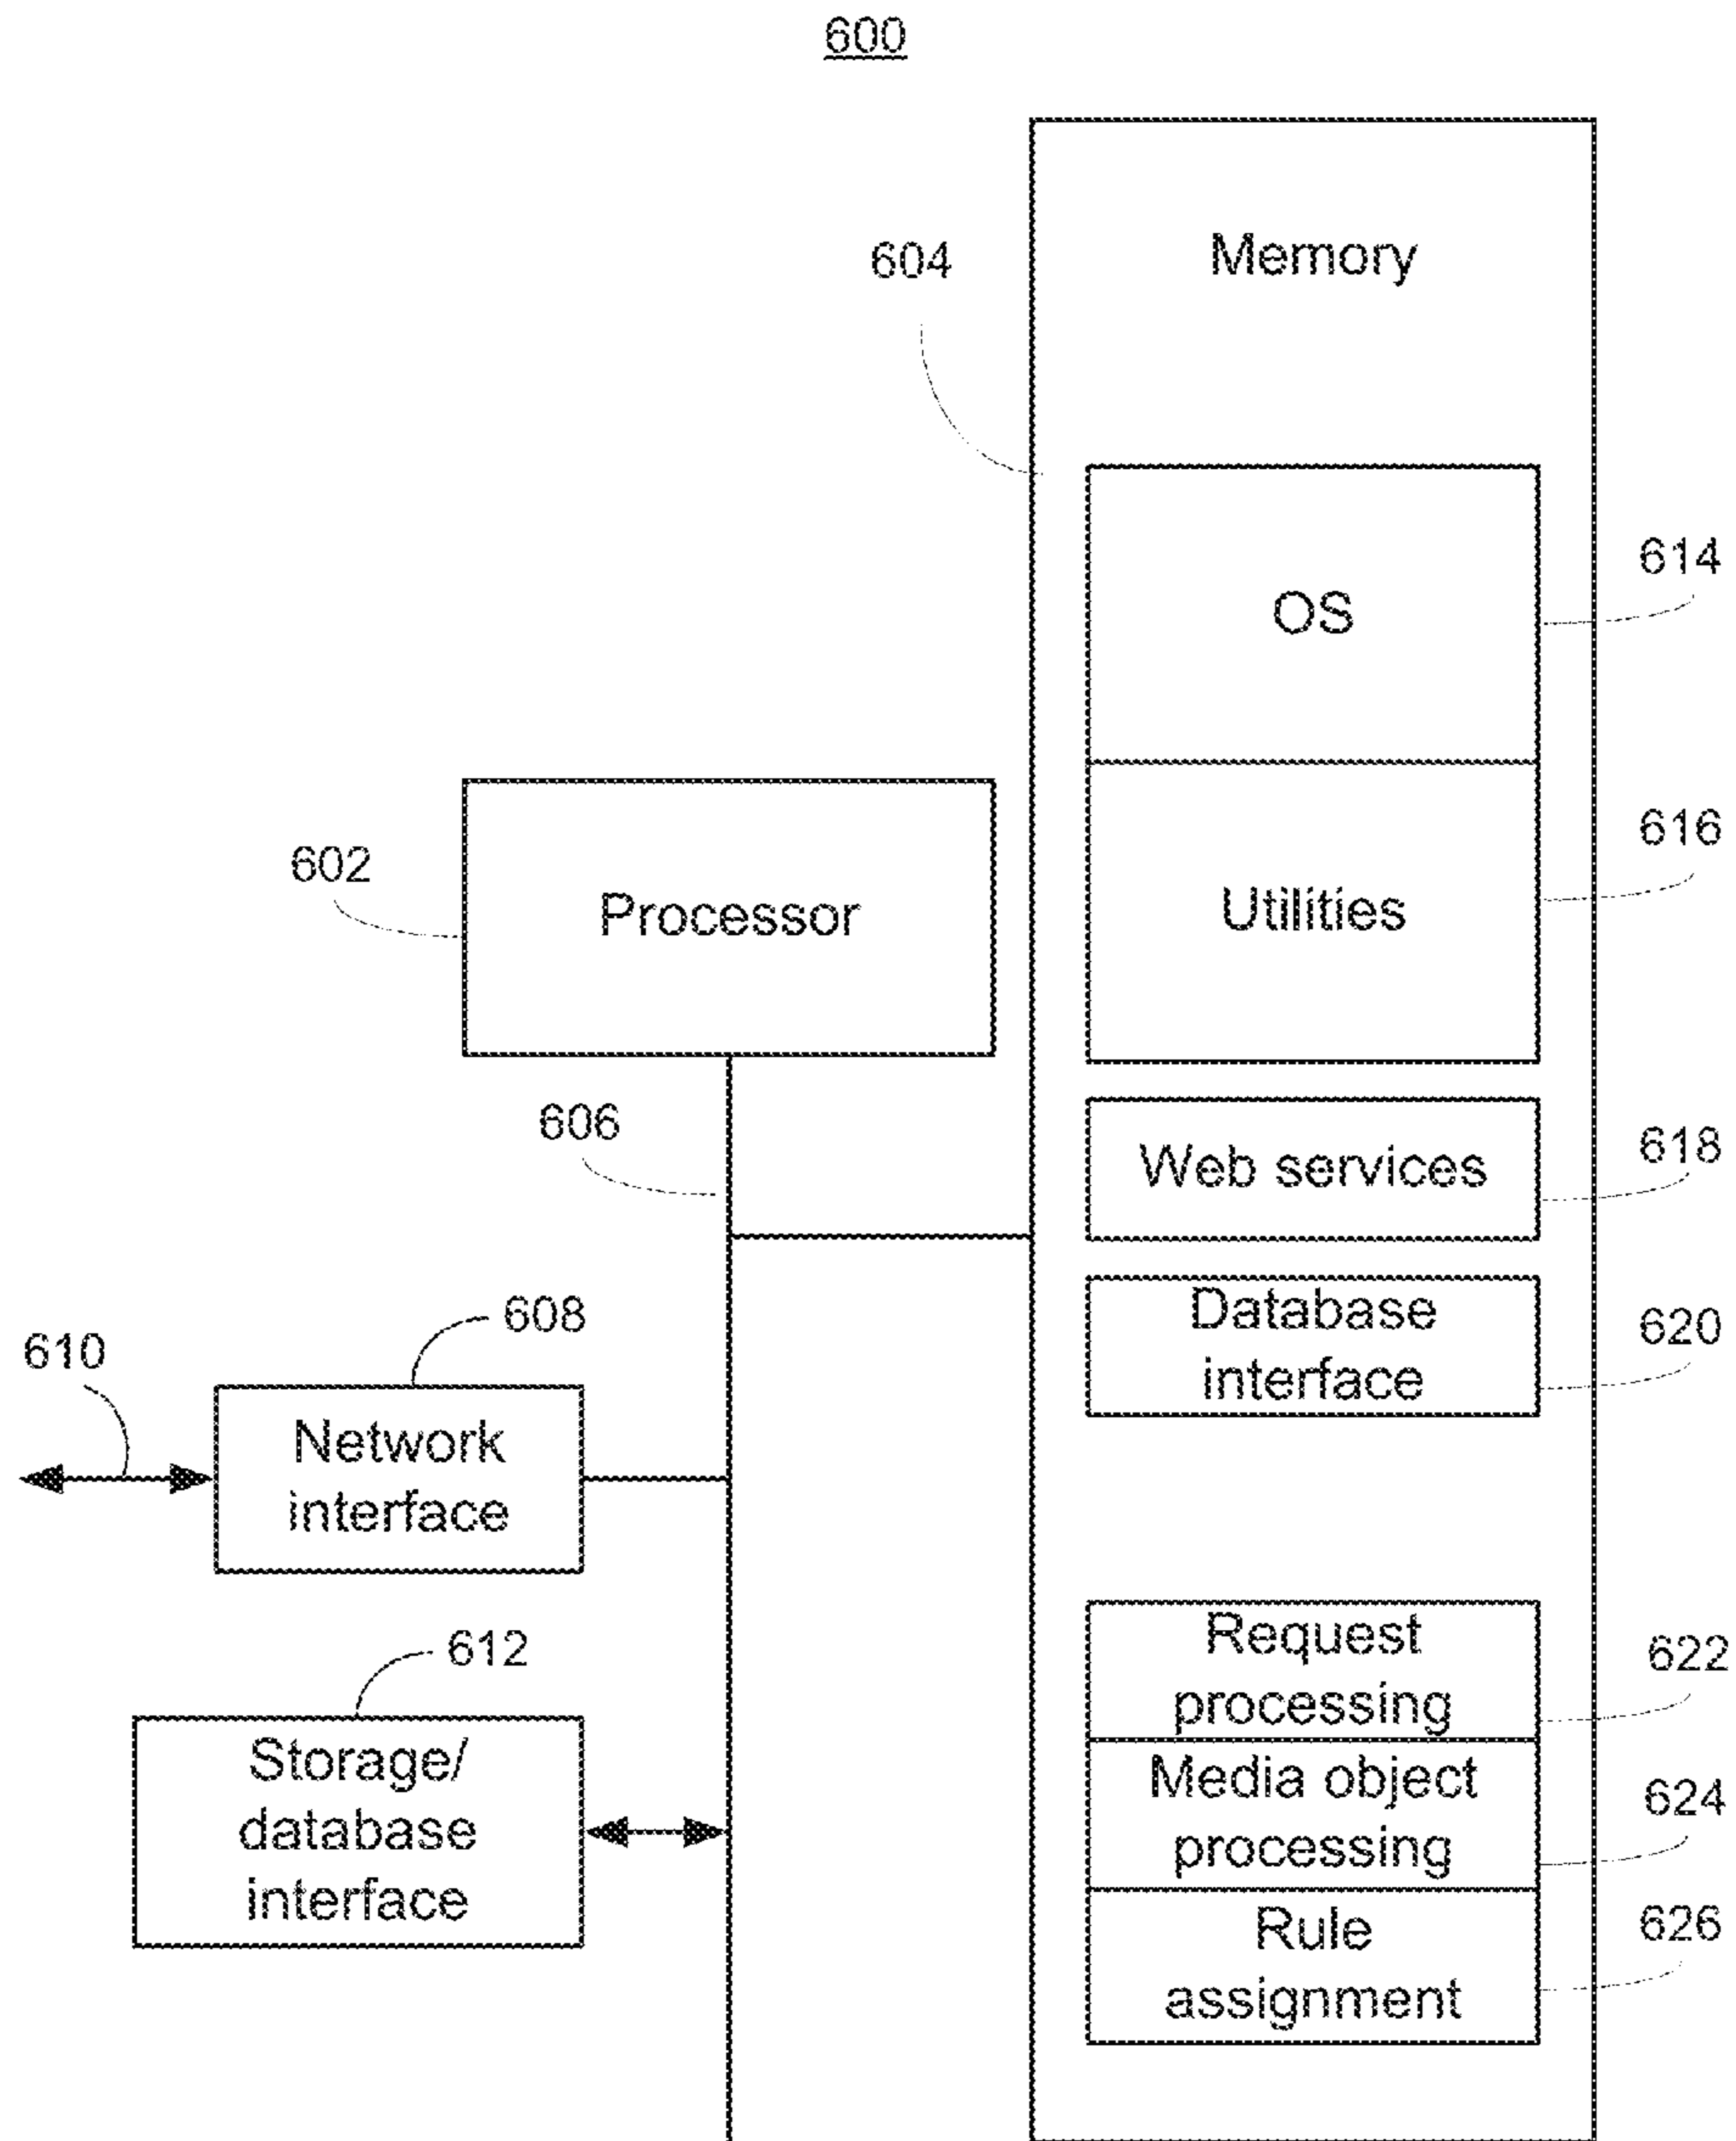 600
604
Memory
614
OS
616
Utilities
602
Processor
606
618
Web services
620
Database
interface
608
610
Network
interface
612
Storage/
database
interface
622
Request
processing
624
Media object
processing
626
Rule
assignment